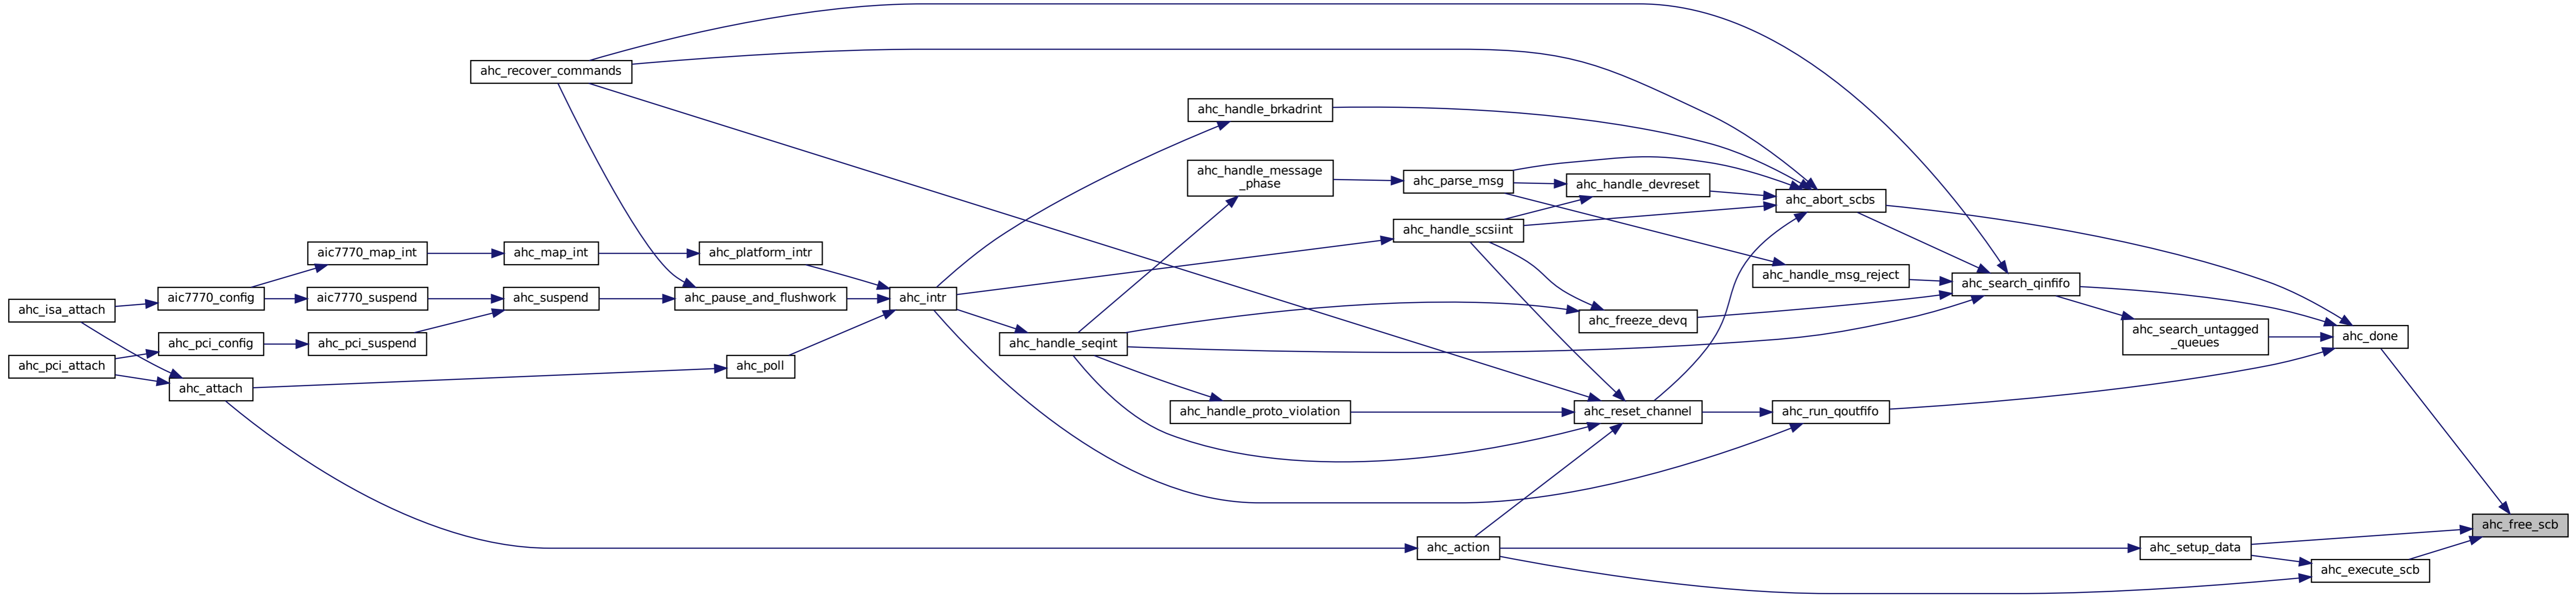 ahc_recover_commands
ahc_handle_brkadrint
ahc_handle_message
_phase
ahc_parse_msg
ahc_handle_devreset
ahc_abort_scbs
ahc_handle_scsiint
aic7770_map_int
ahc_map_int
ahc_platform_intr
ahc_handle_msg_reject
ahc_search_qinfifo
ahc_isa_attach
aic7770_config
aic7770_suspend
ahc_suspend
ahc_pause_and_flushwork
ahc_intr
ahc_freeze_devq
ahc_search_untagged
_queues
ahc_done
ahc_pci_config
ahc_pci_suspend
ahc_handle_seqint
ahc_pci_attach
ahc_poll
ahc_attach
ahc_handle_proto_violation
ahc_reset_channel
ahc_run_qoutfifo
ahc_free_scb
ahc_action
ahc_setup_data
ahc_execute_scb